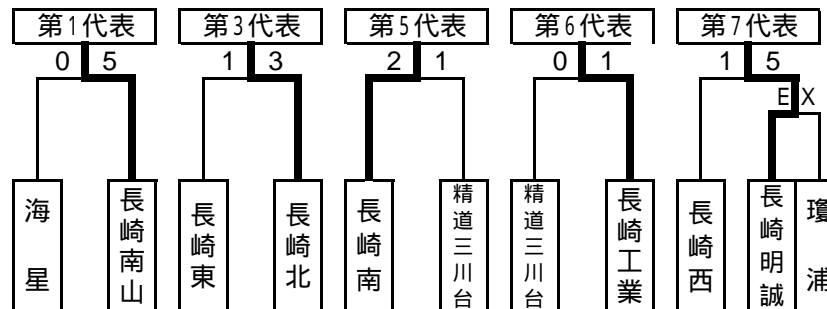 第1代表 第3代表 第5代表 第6代表 第7代表
0 5 1 3 2 1 0 1 1 5
E X
海星 長崎南山 長崎東 長崎北 長崎南 精道三川台 精道三川台 長崎工業 長崎西 長崎明誠 瓊浦